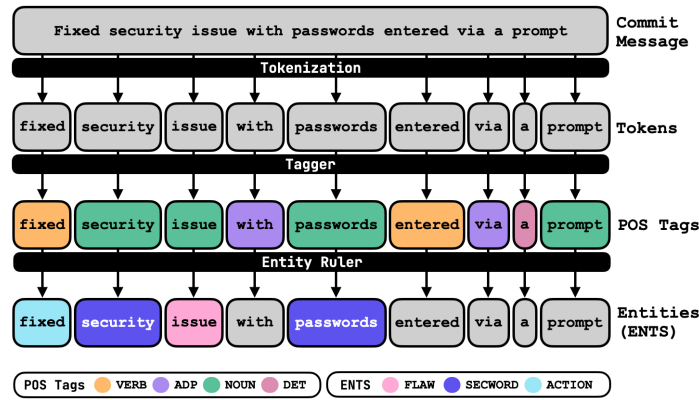 Fixed security issue with passwords entered via a prompt
Commit
Message
Tokenization
fixed security issue with passwords entered via a prompt
Tokens
Tagger
fixed security issue with passwords entered via a prompt
POS Tags
Entity Ruler
fixed security issue with passwords entered via a prompt
Entities
(ENTS)
POS Tags VERB ADP NOUN DET
ENTS FLAW SECWORD ACTION